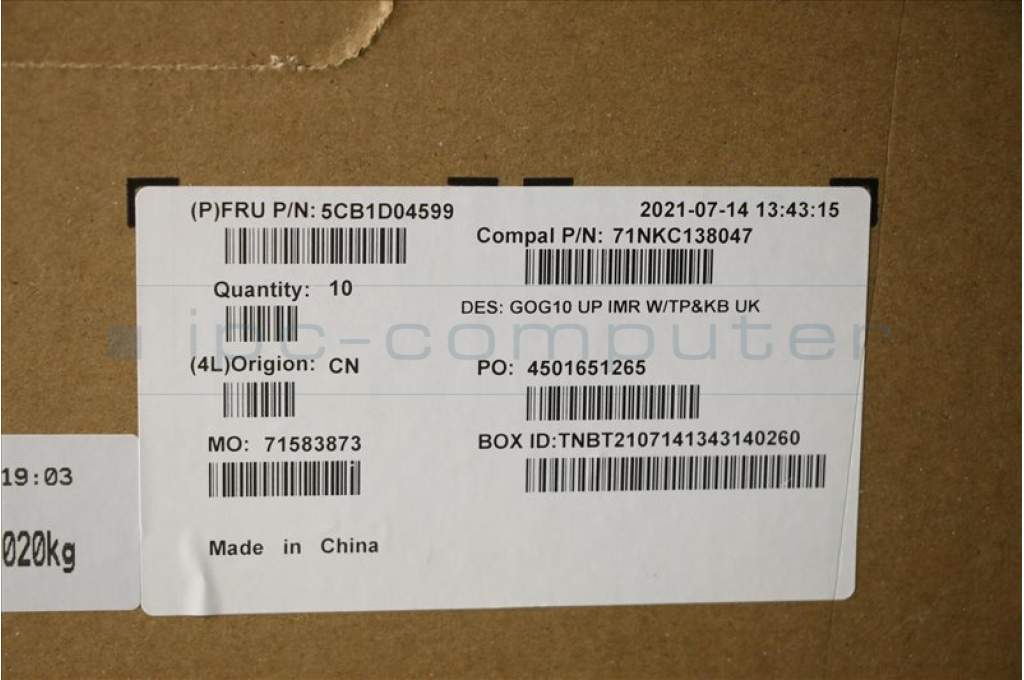 (P)FRU P/N: 5CB1D04599
2021-07-14 13:43:15
Compal P/N: 71NKC138047
Quantity: 10
DES: GOG10 UP IMR W/TP&KB UK
ipc-computer
(4L)Origion: CN
PO: 4501651265
MO: 71583873
BOX ID:TNBT2107141343140260
19:03
020kg
Made in China